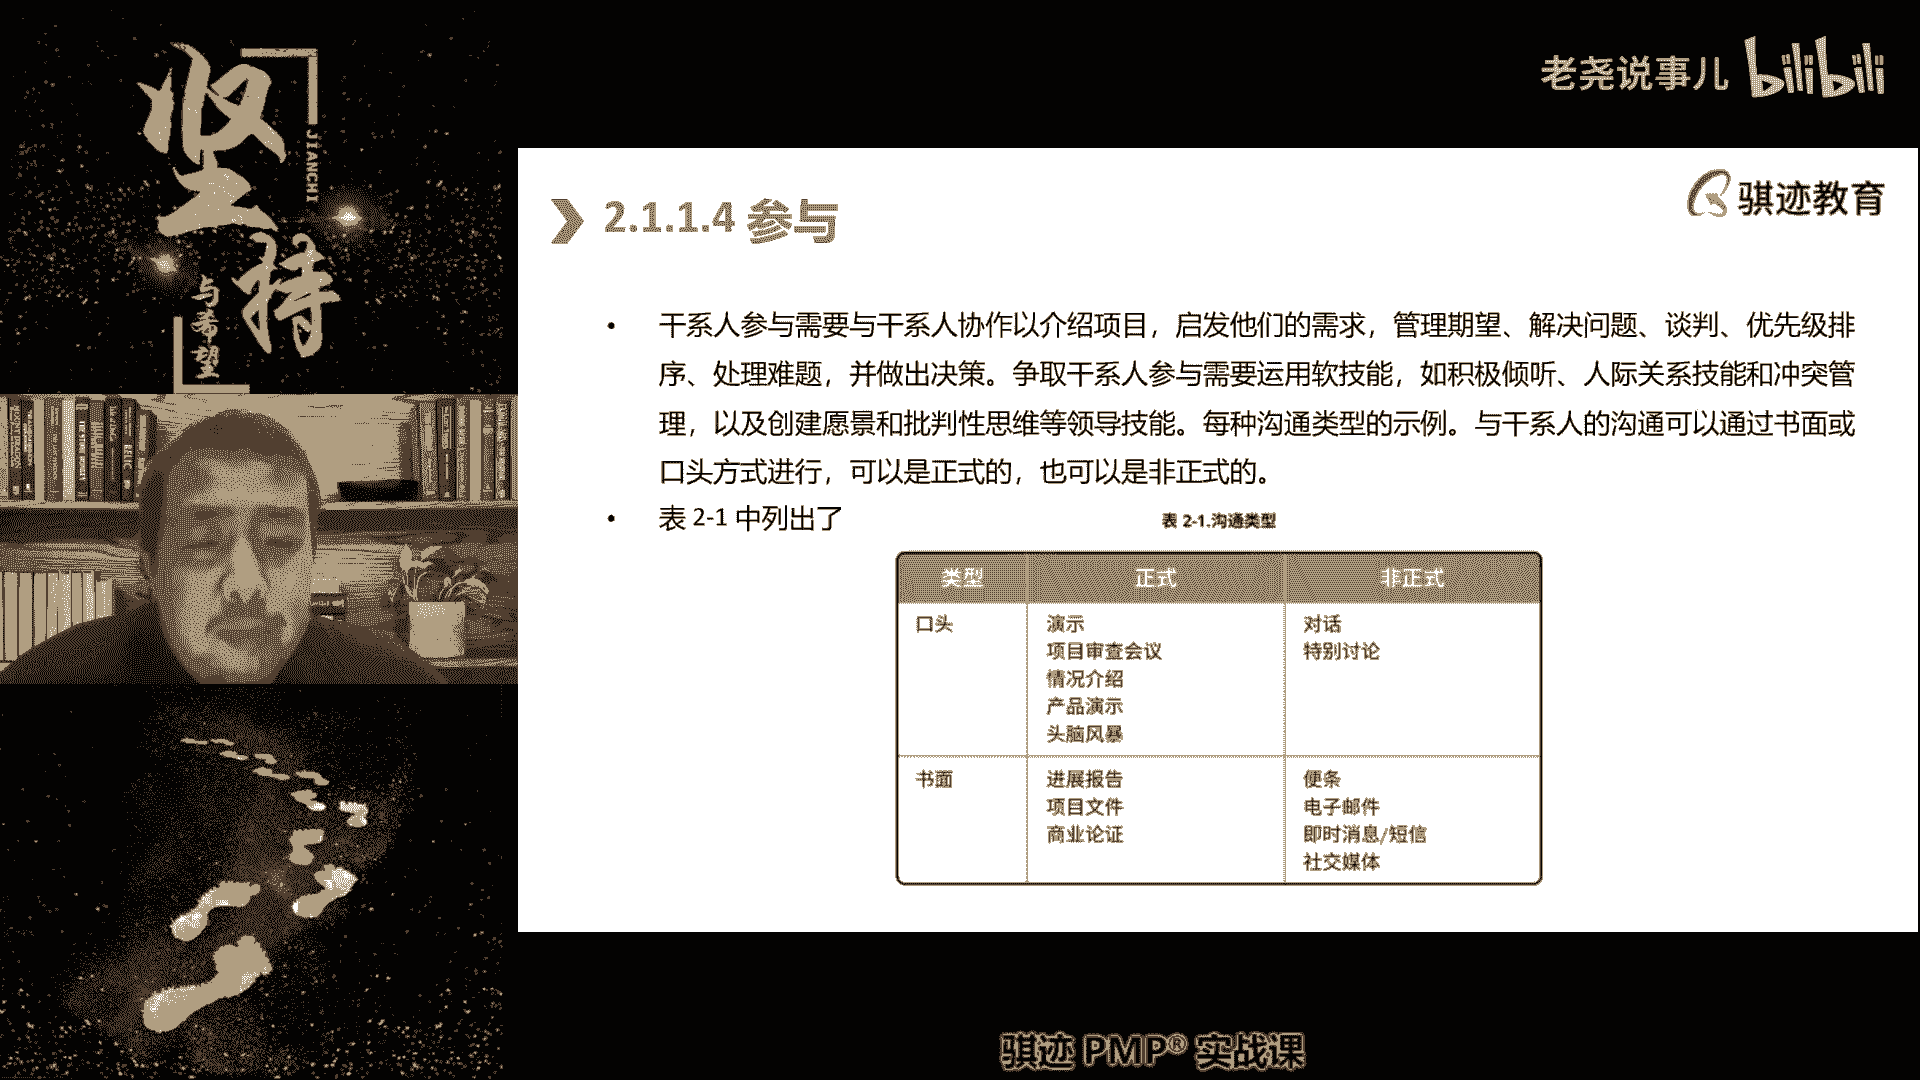 坚持
JIANCHI
与希望
老尧说事儿 bilibili
骐迹教育
2.1.1.4 参与
• 干系人参与需要与干系人协作以介绍项目，启发他们的需求，管理期望、解决问题、谈判、优先级排
序、处理难题，并做出决策。争取干系人参与需要运用软技能，如积极倾听、人际关系技能和冲突管
理，以及创建愿景和批判性思维等领导技能。每种沟通类型的示例。与干系人的沟通可以通过书面或
口头方式进行，可以是正式的，也可以是非正式的。
• 表 2-1 中列出了
表 2-1.沟通类型
类型 正式 非正式
口头 演示 对话
项目审查会议 特别讨论
情况介绍
产品演示
头脑风暴
书面 进展报告 便条
项目文件 电子邮件
商业论证 即时消息/短信
社交媒体
骐迹 PMP® 实战课